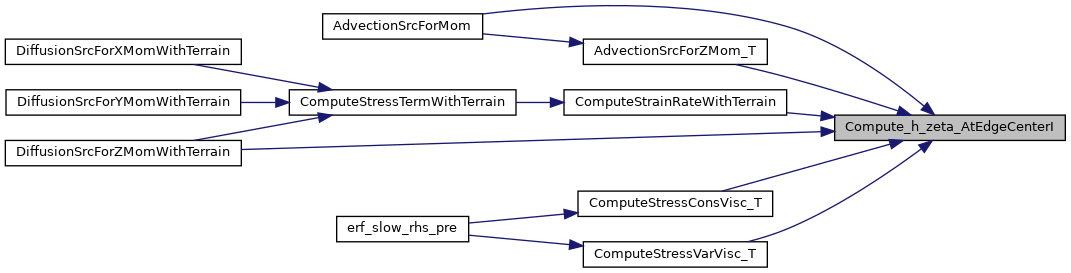 AdvectionSrcForMom
DiffusionSrcForXMomWithTerrain
AdvectionSrcForZMom_T
DiffusionSrcForYMomWithTerrain
ComputeStressTermWithTerrain
ComputeStrainRateWithTerrain
Compute_h_zeta_AtEdgeCenterI
DiffusionSrcForZMomWithTerrain
ComputeStressConsVisc_T
erf_slow_rhs_pre
ComputeStressVarVisc_T